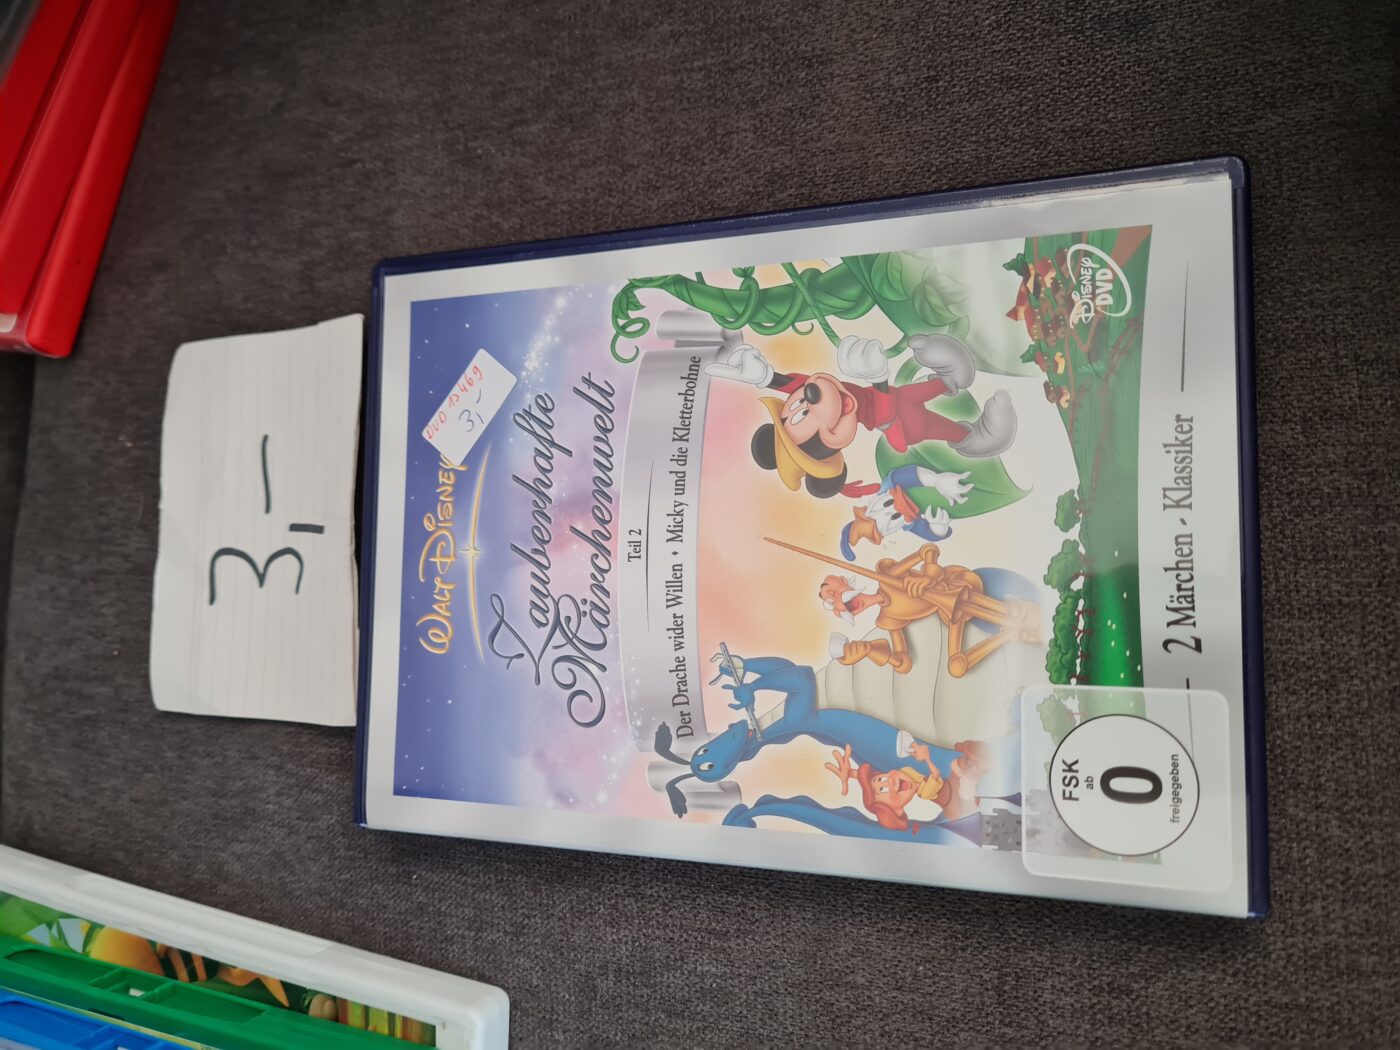 3,-
DVD 13469
3,-
WALT DISNEY
Zauberhafte
Märchenwelt
Teil 2
Der Drache wider Willen • Micky und die Kletterbohne
DISNEY
DVD
2 Märchen - Klassiker
FSK
ab
0
freigegeben